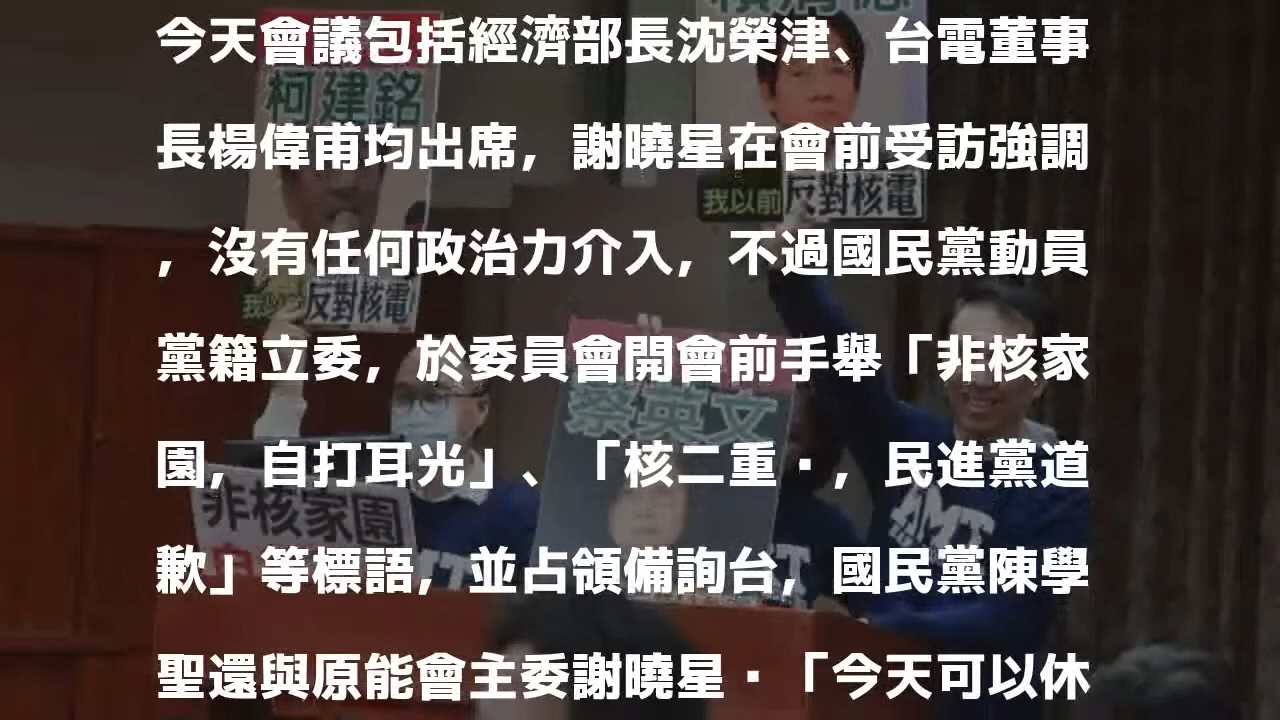 今天會議包括經濟部長沈榮津、台電董事
長楊偉甫均出席，謝曉星在會前受訪強調
，沒有任何政治力介入，不過國民黨動員
黨籍立委，於委員會開會前手舉「非核家
園，自打耳光」、「核二重▪，民進黨道
歉」等標語，並占領備詢台，國民黨陳學
聖還與原能會主委謝曉星▪「今天可以休
柯建銘
我以前反對核電
我以前反對核電
蔡英文
非核家園